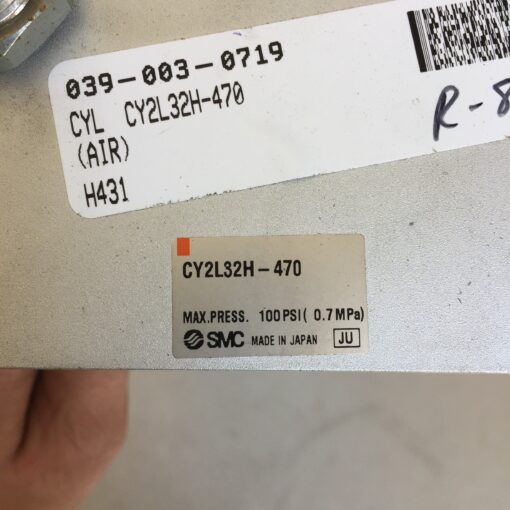 039-003-0719
CYL CY2L32H-470
(AIR)
H431
R-8
CY2L32H-470
MAX.PRESS. 100PSI( 0.7MPa)
SMC MADE IN JAPAN JU